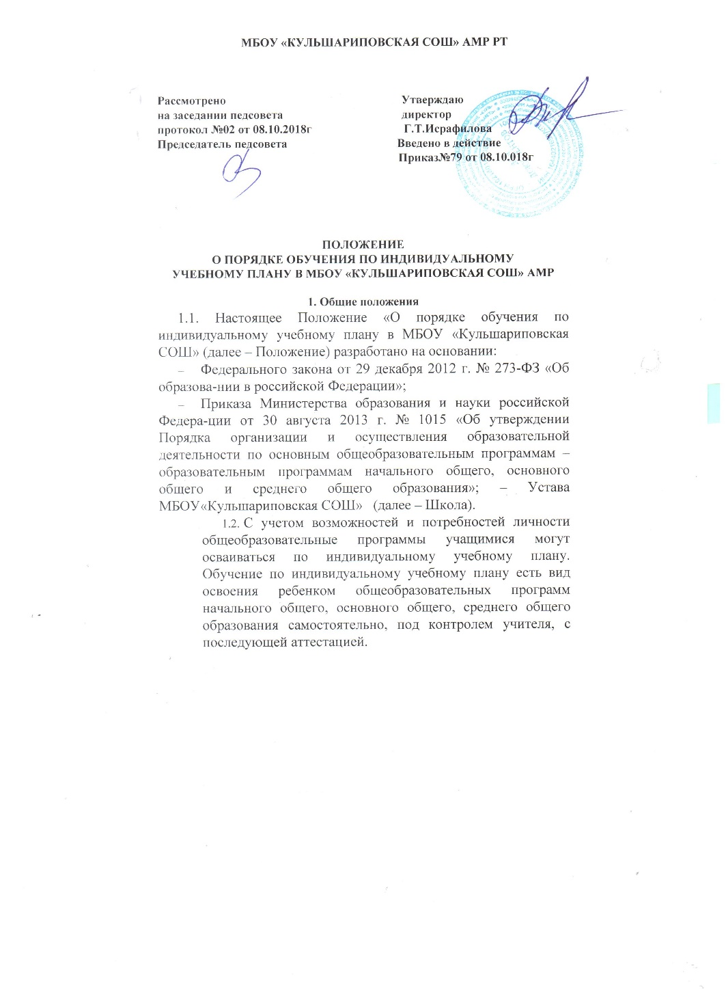 МБОУ «КУЛЬШАРИПОВСКАЯ СОШ» АМР РТ
Рассмотрено
на заседании педсовета
протокол №02 от 08.10.2018г
Председатель педсовета
Утверждаю
директор
Г.Т.Исрафилова
Введено в действие
Приказ№79 от 08.10.018г
ПОЛОЖЕНИЕ
О ПОРЯДКЕ ОБУЧЕНИЯ ПО ИНДИВИДУАЛЬНОМУ
УЧЕБНОМУ ПЛАНУ В МБОУ «КУЛЬШАРИПОВСКАЯ СОШ» АМР
1. Общие положения
1.1. Настоящее Положение «О порядке обучения по
индивидуальному учебному плану в МБОУ «Кульшариповская
СОШ» (далее – Положение) разработано на основании:
– Федерального закона от 29 декабря 2012 г. № 273-ФЗ «Об
образова-нии в российской Федерации»;
– Приказа Министерства образования и науки российской
Федера-ции от 30 августа 2013 г. № 1015 «Об утверждении
Порядка организации и осуществления образовательной
деятельности по основным общеобразовательным программам –
образовательным программам начального общего, основного
общего и среднего общего образования»; – Устава
МБОУ«Кульшариповская СОШ» (далее – Школа).
1.2. С учетом возможностей и потребностей личности
общеобразовательные программы учащимися могут
осваиваться по индивидуальному учебному плану.
Обучение по индивидуальному учебному плану есть вид
освоения ребенком общеобразовательных программ
начального общего, основного общего, среднего общего
образования самостоятельно, под контролем учителя, с
последующей аттестацией.